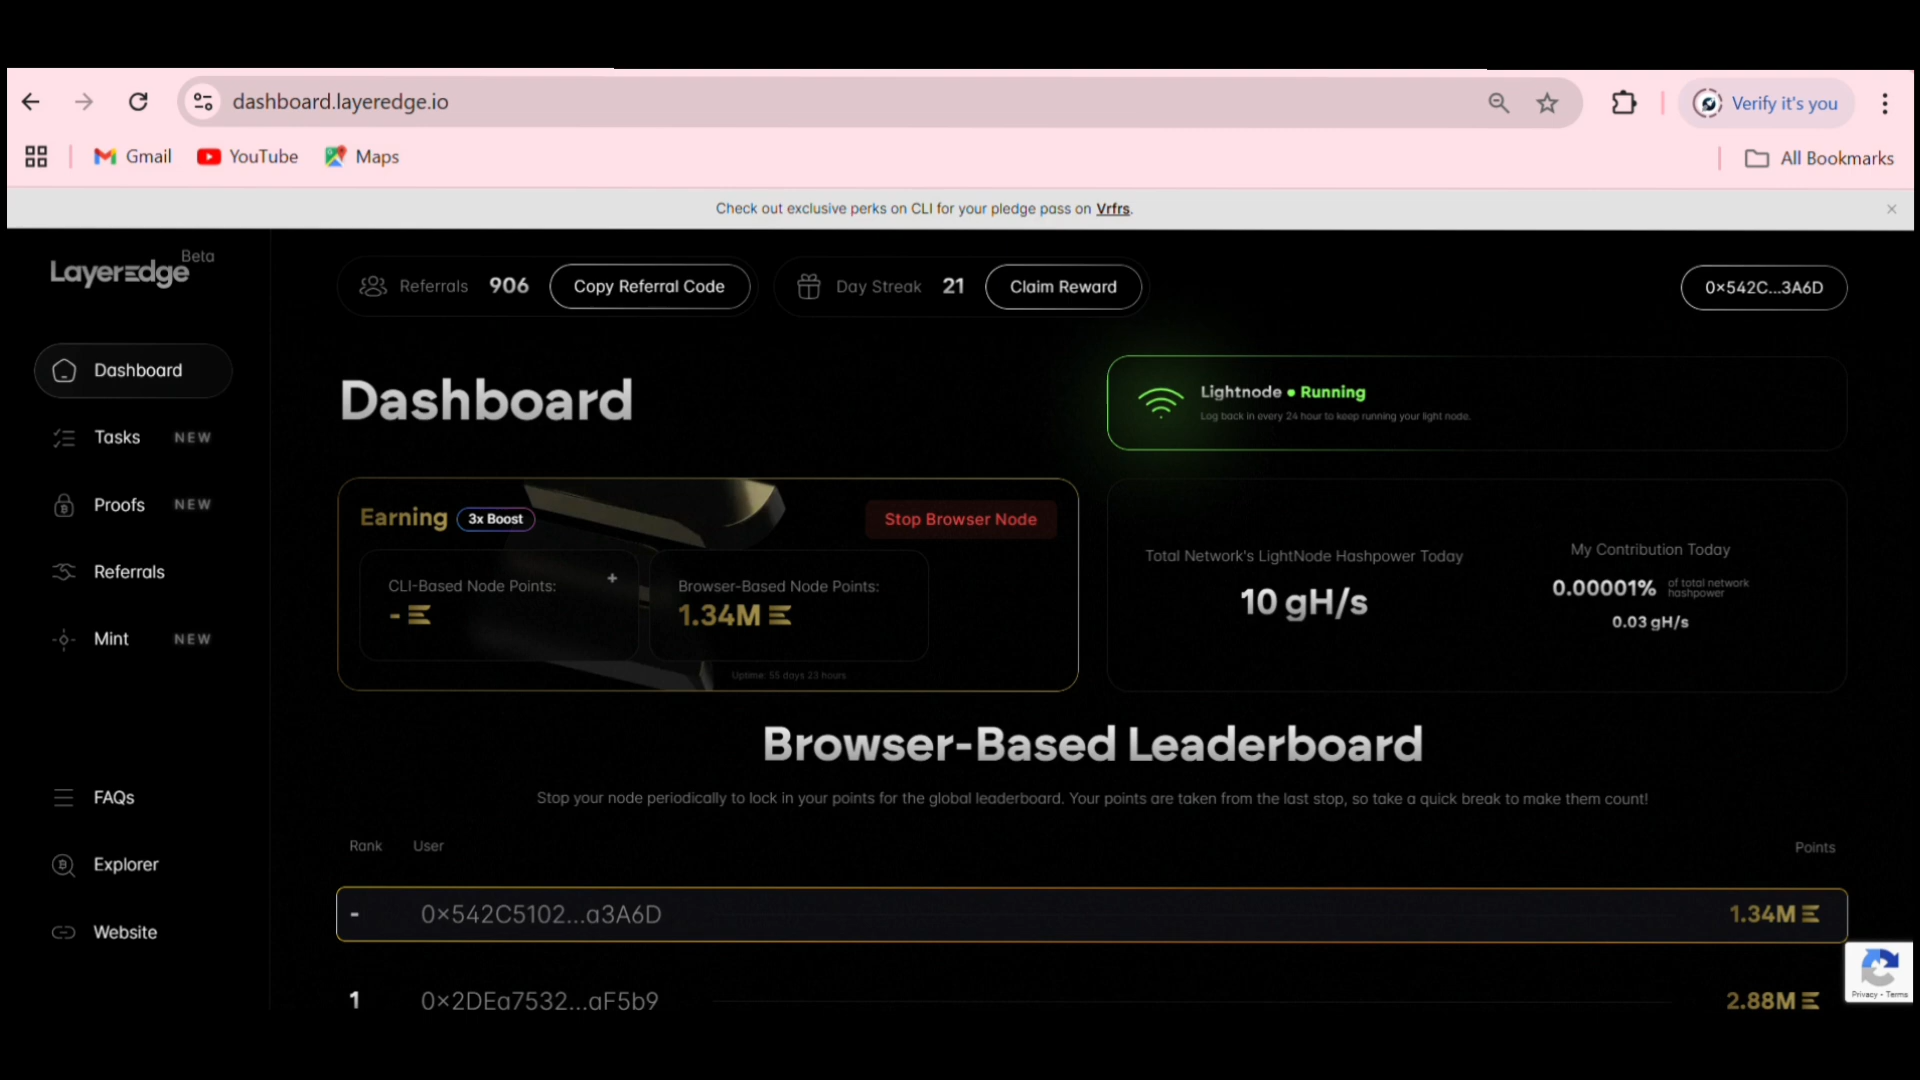 dashboard.layeredge.io
Verify it's you
Gmail
YouTube
Maps
All Bookmarks
Check out exclusive perks on CLI for your pledge pass on Vrfrs.
LayerEdge Beta
Referrals 906 Copy Referral Code
Day Streak 21 Claim Reward
0×542C...3A6D
Dashboard
Tasks NEW
Proofs NEW
Referrals
Mint NEW
FAQs
Explorer
Website
Dashboard
Lightnode • Running
Log back in every 24 hour to keep running your light node.
Earning 3x Boost
Stop Browser Node
CLI-Based Node Points: +
-
Browser-Based Node Points:
1.34M
Uptime: 55 days 23 hours
Total Network's LightNode Hashpower Today
10 gH/s
My Contribution Today
0.00001% of total network hashpower
0.03 gH/s
Browser-Based Leaderboard
Stop your node periodically to lock in your points for the global leaderboard. Your points are taken from the last stop, so take a quick break to make them count!
Rank User Points
- 0×542C5102...a3A6D 1.34M
1 0×2DEa7532...aF5b9 2.88M
Privacy • Terms